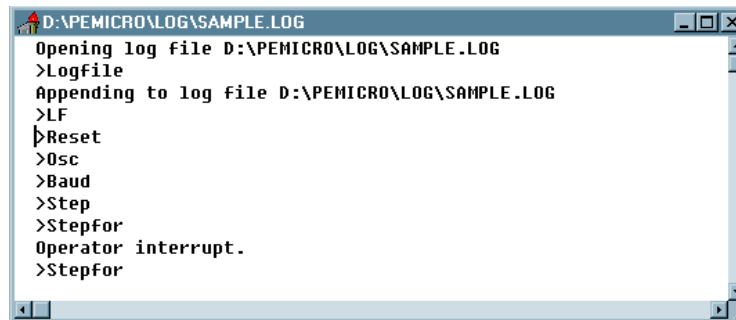 D:\PEMICRO\LOG\SAMPLE.LOG
Opening log file D:\PEMICRO\LOG\SAMPLE.LOG
>Logfile
Appending to log file D:\PEMICRO\LOG\SAMPLE.LOG
>LF
>Reset
>Osc
>Baud
>Step
>Stepfor
Operator interrupt.
>Stepfor